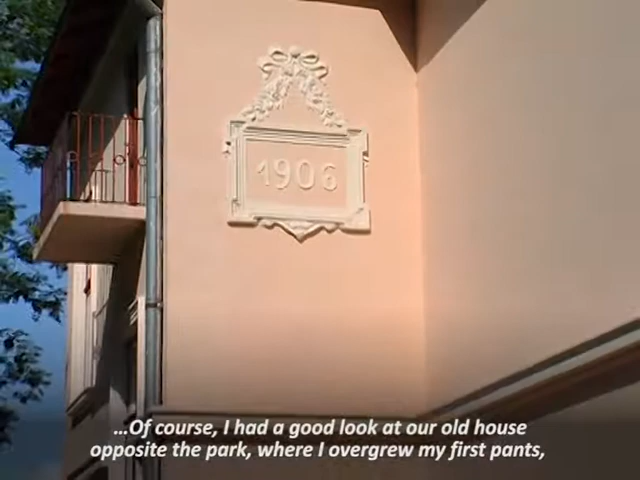 1906
...Of course, I had a good look at our old house
opposite the park, where I overgrew my first pants,